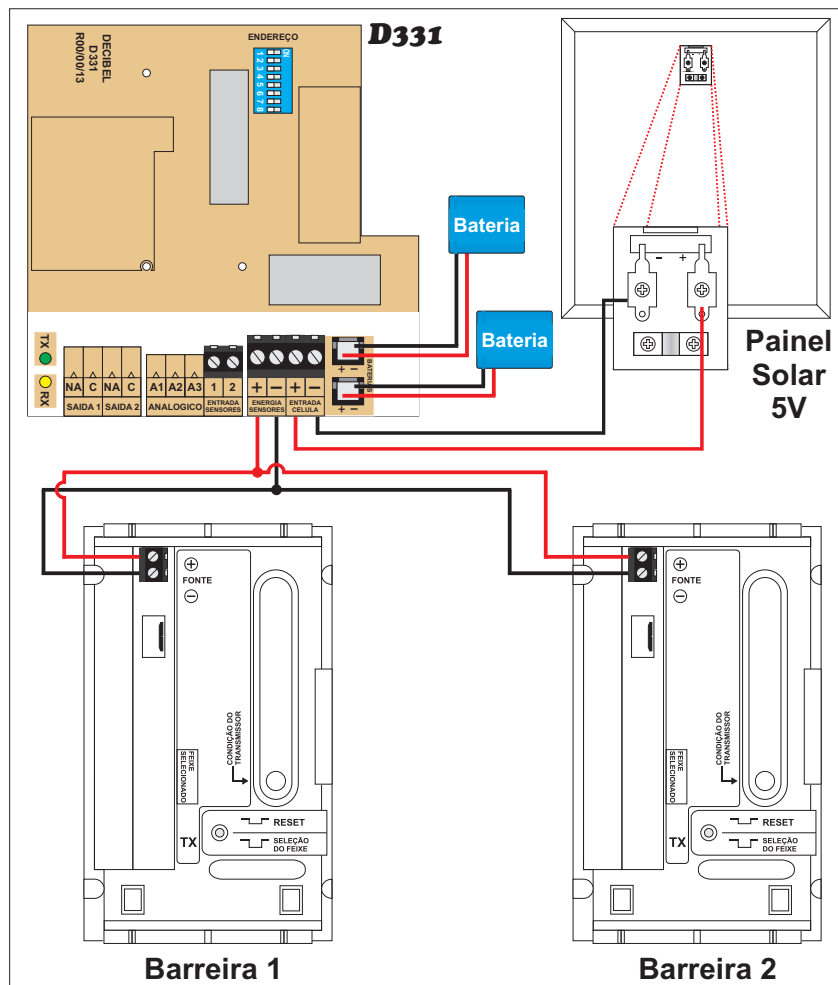 D331
ENDEREÇO
DECIBEL
D331
R00/00/13
ON
1 2 3 4 5 6 7 8
Bateria
Bateria
- +
Painel
Solar
5V
TX
RX
NA C NA C
SAIDA 1 SAIDA 2
A1 A2 A3
ANALOGICO
1 2
ENTRADA
SENSORES
+ - + -
ENERGIA
SENSORES
ENTRADA
CELULA
BATERIAS
+ -
+ -
+
FONTE
-
CONDIÇÃO DO
TRANSMISSOR
FEIXE
SELECIONADO
TX
RESET
SELEÇÃO
DO FEIXE
Barreira 1
+
FONTE
-
CONDIÇÃO DO
TRANSMISSOR
FEIXE
SELECIONADO
TX
RESET
SELEÇÃO
DO FEIXE
Barreira 2